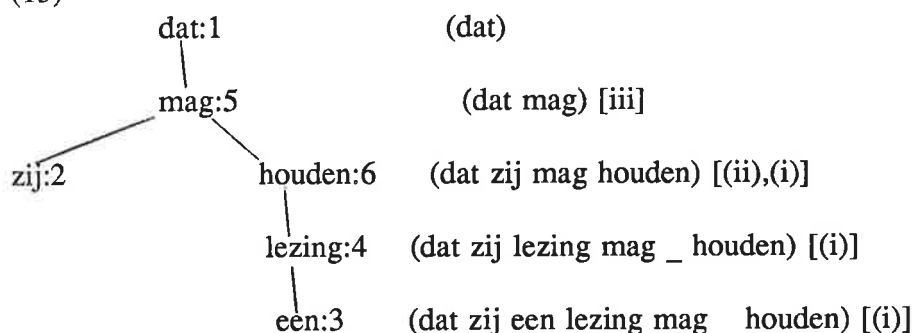 dat:1 (dat)
mag:5 (dat mag) [iii]
zij:2 houden:6 (dat zij mag houden) [(ii),(i)]
lezing:4 (dat zij lezing mag _ houden) [(i)]
een:3 (dat zij een lezing mag houden) [(i)]